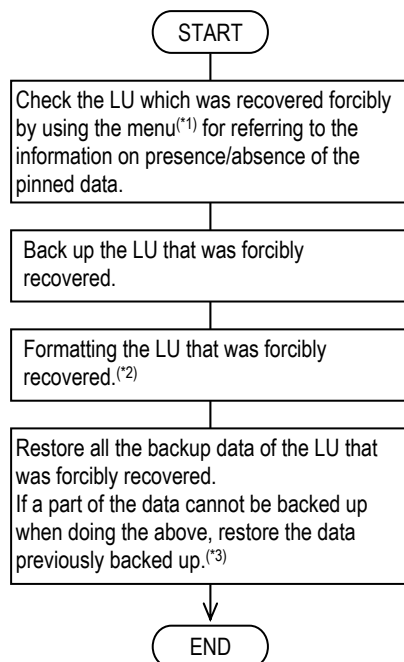 START
Check the LU which was recovered forcibly
by using the menu(*1) for referring to the
information on presence/absence of the
pinned data.
Back up the LU that was forcibly
recovered.
Formatting the LU that was forcibly
recovered.(*2)
Restore all the backup data of the LU that
was forcibly recovered.
If a part of the data cannot be backed up
when doing the above, restore the data
previously backed up.(*3)
END